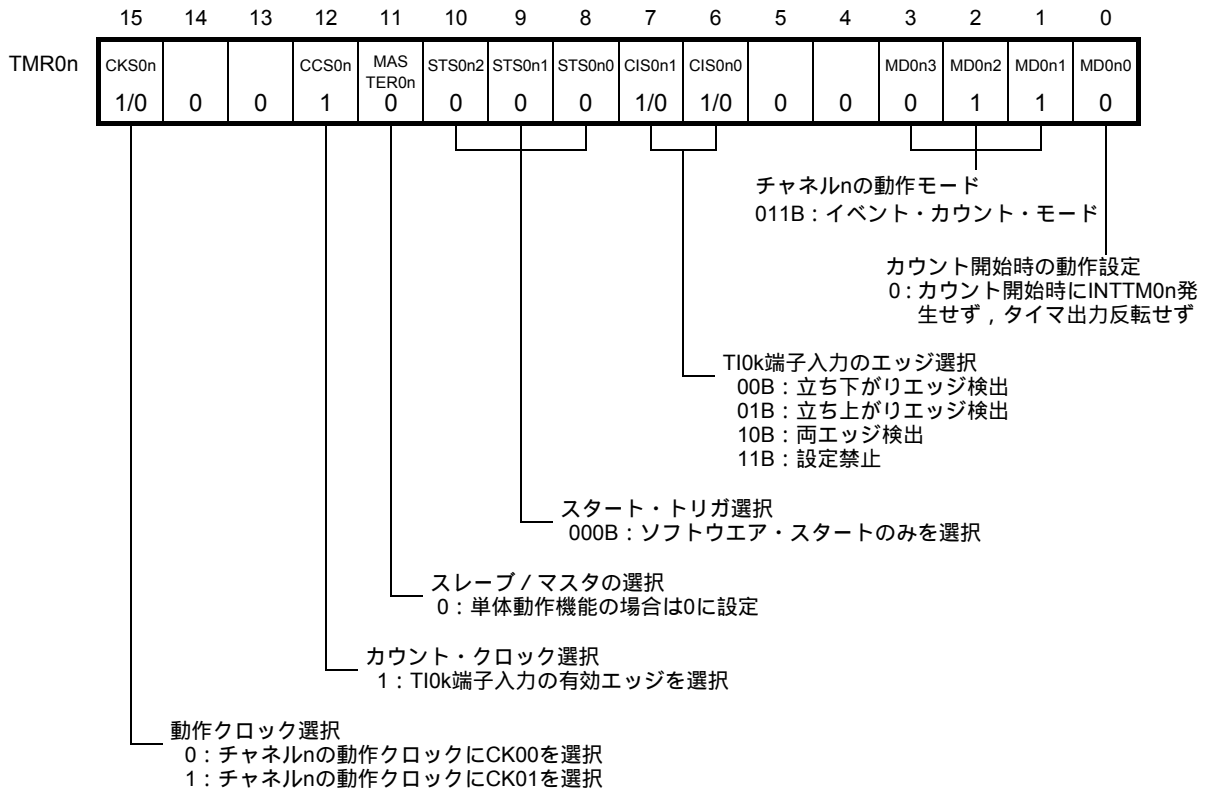 15 14 13 12 11 10 9 8 7 6 5 4 3 2 1 0
TMR0n CKS0n CCS0n MAS TER0n STS0n2 STS0n1 STS0n0 CIS0n1 CIS0n0 MD0n3 MD0n2 MD0n1 MD0n0
1/0 0 0 1 0 0 0 0 1/0 1/0 0 0 0 1 1 0
チャネルnの動作モード
011B：イベント・カウント・モード
カウント開始時の動作設定
0：カウント開始時にINTTM0n発
生せず，タイマ出力反転せず
TI0k端子入力のエッジ選択
00B：立ち下がりエッジ検出
01B：立ち上がりエッジ検出
10B：両エッジ検出
11B：設定禁止
スタート・トリガ選択
000B：ソフトウエア・スタートのみを選択
スレーブ／マスタの選択
0：単体動作機能の場合は0に設定
カウント・クロック選択
1：TI0k端子入力の有効エッジを選択
動作クロック選択
0：チャネルnの動作クロックにCK00を選択
1：チャネルnの動作クロックにCK01を選択